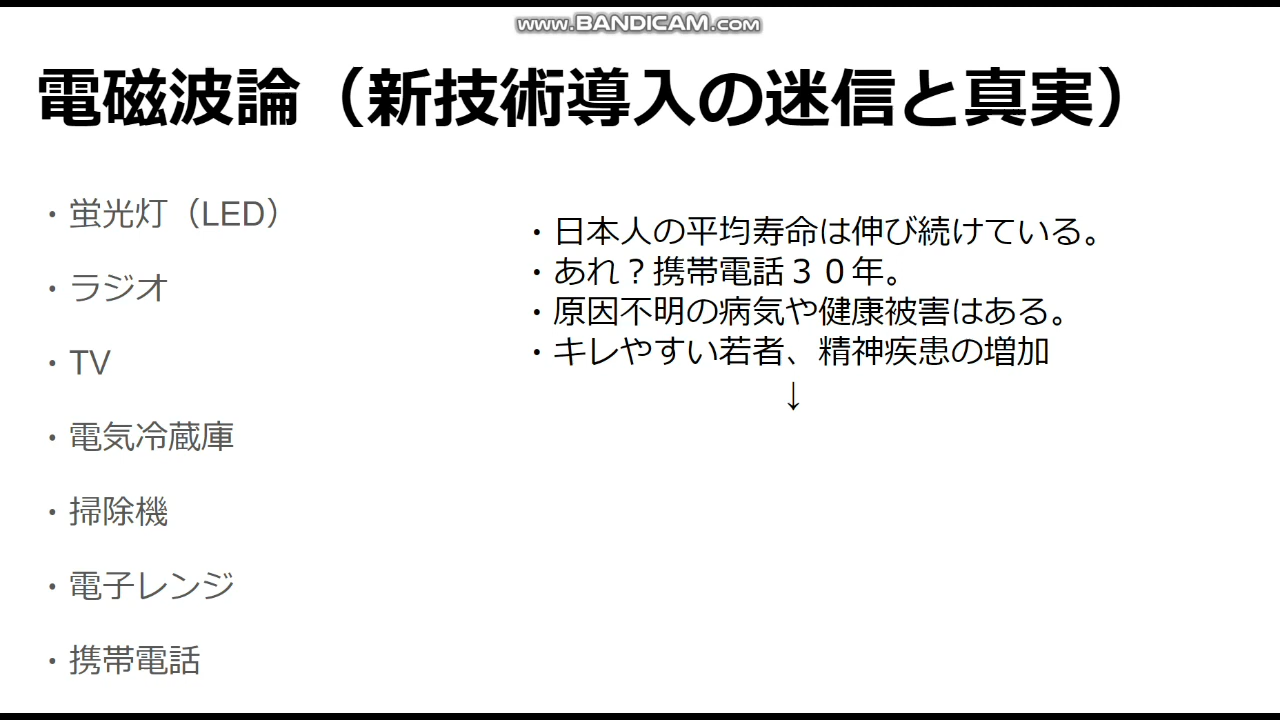 www.BANDICAM.com
電磁波論（新技術導入の迷信と真実）
・蛍光灯（LED）
・ラジオ
・TV
・電気冷蔵庫
・掃除機
・電子レンジ
・携帯電話
・日本人の平均寿命は伸び続けている。
・あれ？携帯電話３０年。
・原因不明の病気や健康被害はある。
・キレやすい若者、精神疾患の増加
↓